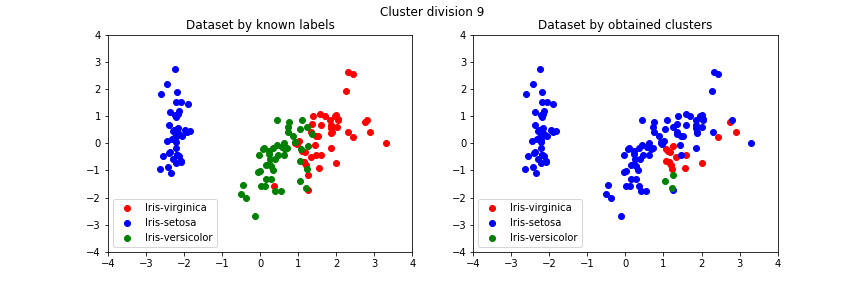 Cluster division 9
Dataset by known labels
4
3
2
1
0
−1
−2
−3
−4
−4 −3 −2 −1 0 1 2 3 4
Iris-virginica
Iris-setosa
Iris-versicolor
Dataset by obtained clusters
4
3
2
1
0
−1
−2
−3
−4
−4 −3 −2 −1 0 1 2 3 4
Iris-virginica
Iris-setosa
Iris-versicolor